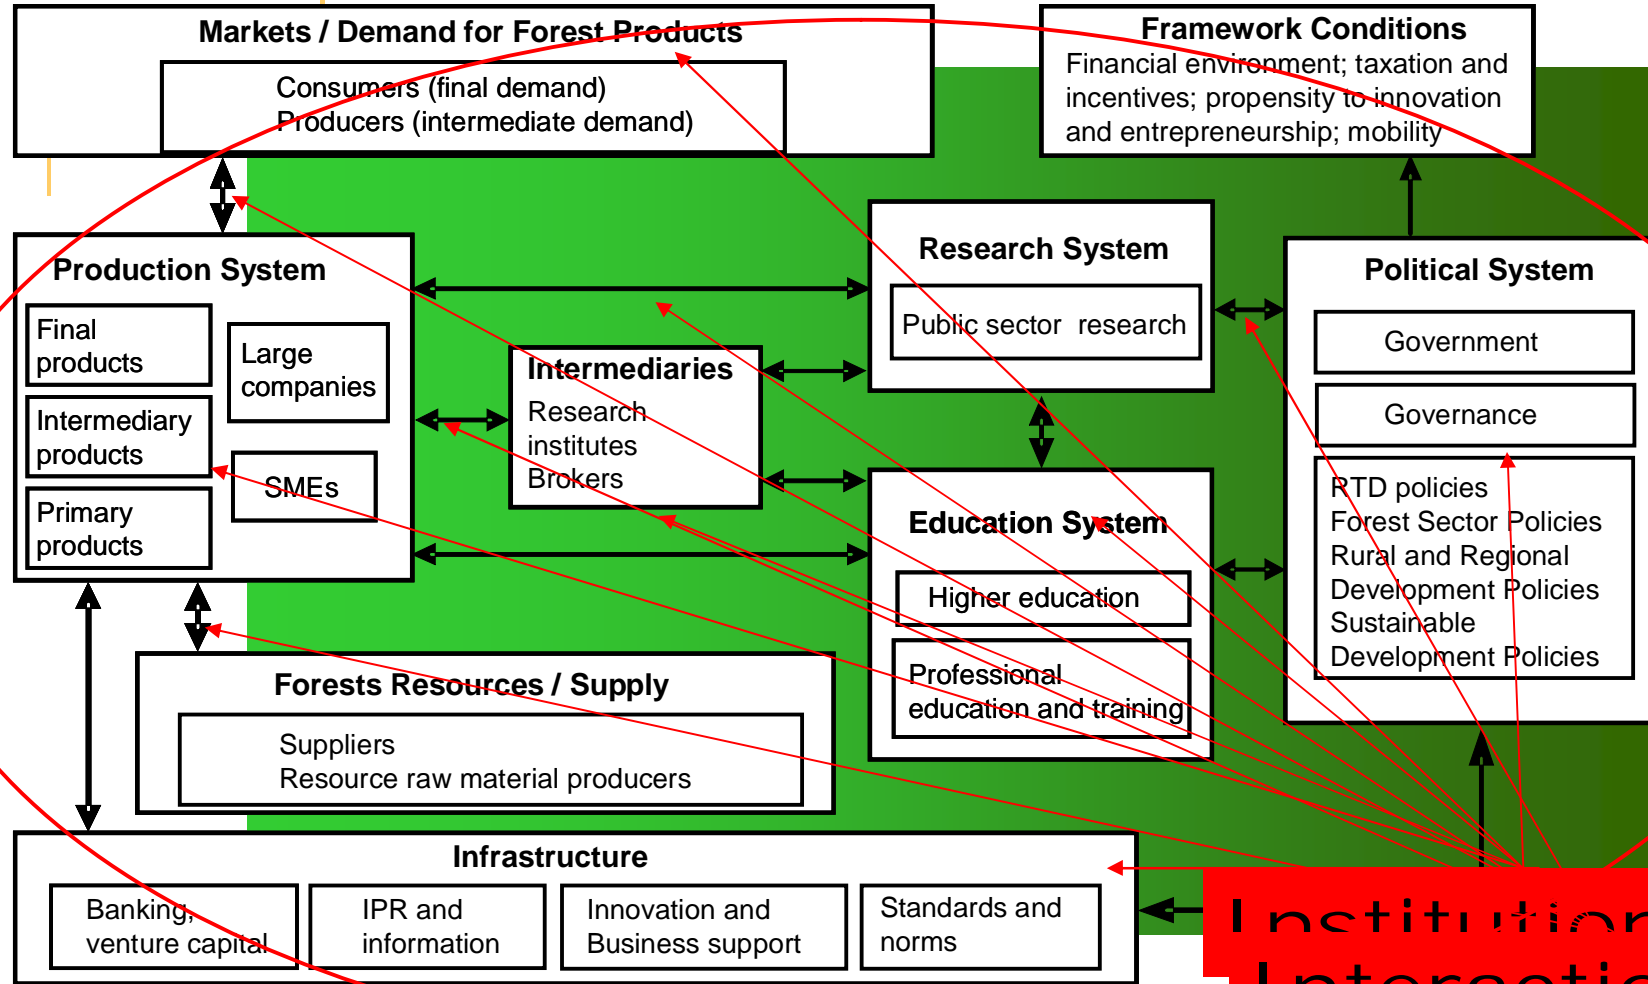 Markets / Demand for Forest Products
Consumers (final demand)
Producers (intermediate demand)
Framework Conditions
Financial environment; taxation and
incentives; propensity to innovation
and entrepreneurship; mobility
Production System
Final
products
Intermediary
products
Primary
products
Large
companies
SMEs
Intermediaries
Research
institutes
Brokers
Research System
Public sector research
Education System
Higher education
Professional
education and training
Political System
Government
Governance
RTD policies
Forest Sector Policies
Rural and Regional
Development Policies
Sustainable
Development Policies
Forests Resources / Supply
Suppliers
Resource raw material producers
Infrastructure
Banking,
venture capital
IPR and
information
Innovation and
Business support
Standards and
norms
Institution